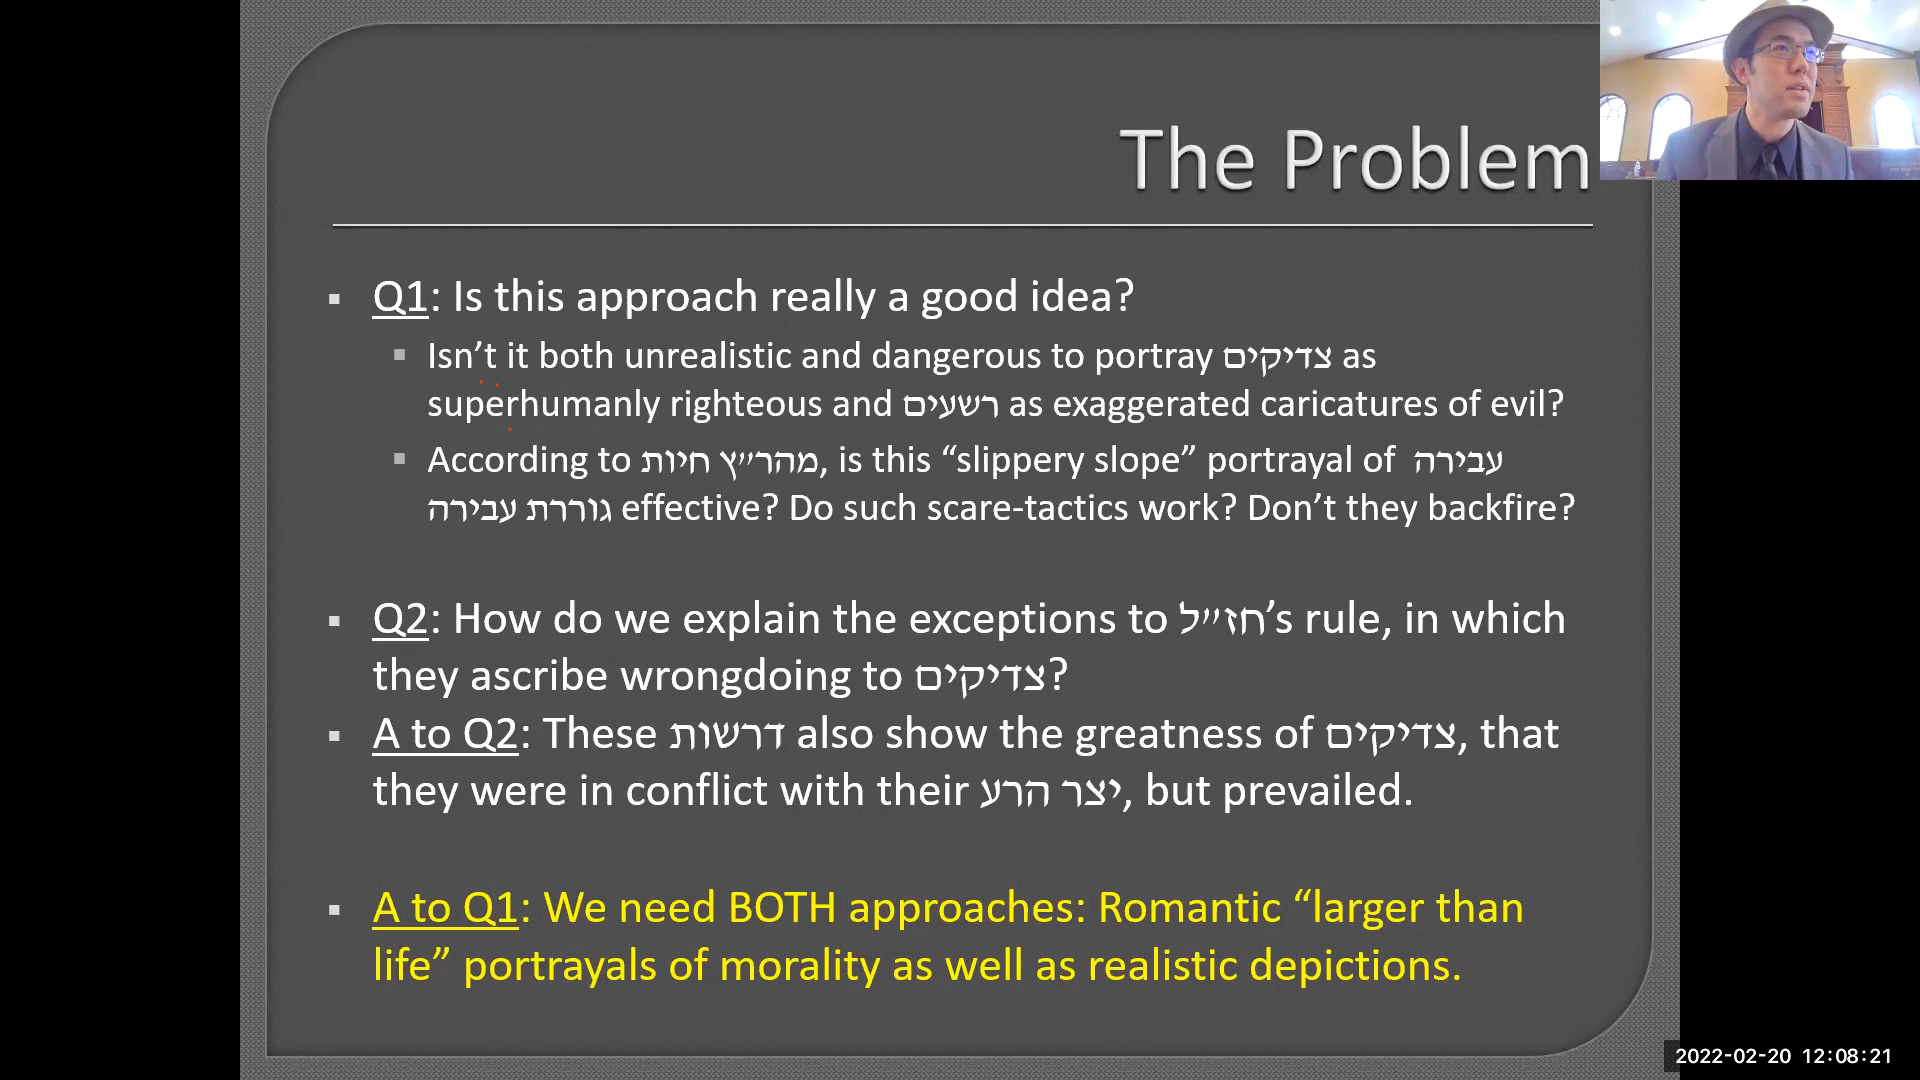 The Problem
Q1: Is this approach really a good idea?
Isn’t it both unrealistic and dangerous to portray צדיקים as
superhumanly righteous and רשעים as exaggerated caricatures of evil?
According to מהר״ץ חיות, is this “slippery slope” portrayal of עבירה
גוררת עבירה effective? Do such scare-tactics work? Don’t they backfire?
Q2: How do we explain the exceptions to חז״ל’s rule, in which
they ascribe wrongdoing to צדיקים?
A to Q2: These דרשות also show the greatness of צדיקים, that
they were in conflict with their יצר הרע, but prevailed.
A to Q1: We need BOTH approaches: Romantic “larger than
life” portrayals of morality as well as realistic depictions.
2022-02-20 12:08:21